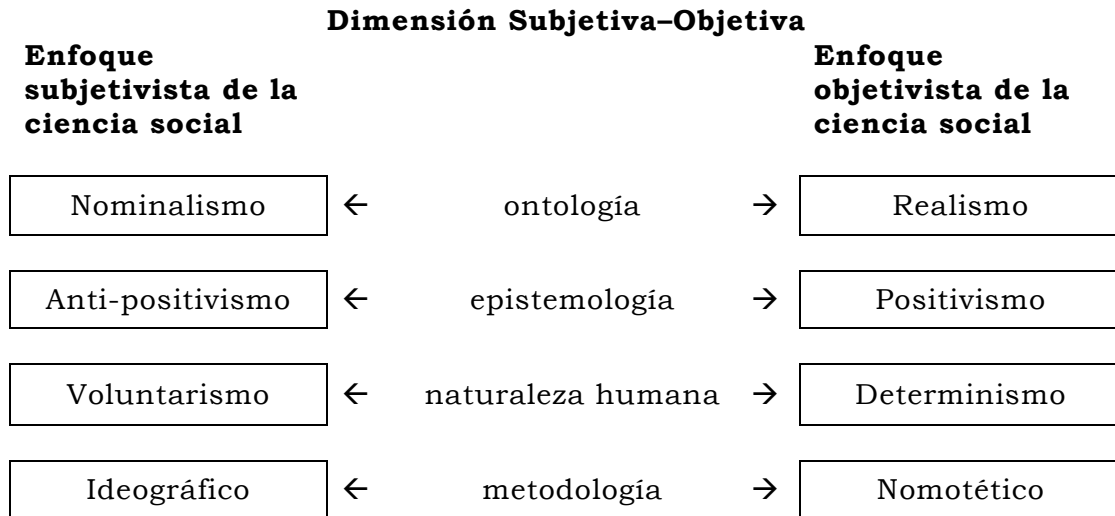 Dimensión Subjetiva–Objetiva
Enfoque
subjetivista de la
ciencia social
Enfoque
objetivista de la
ciencia social
Nominalismo ← ontología → Realismo
Anti-positivismo ← epistemología → Positivismo
Voluntarismo ← naturaleza humana → Determinismo
Ideográfico ← metodología → Nomotético